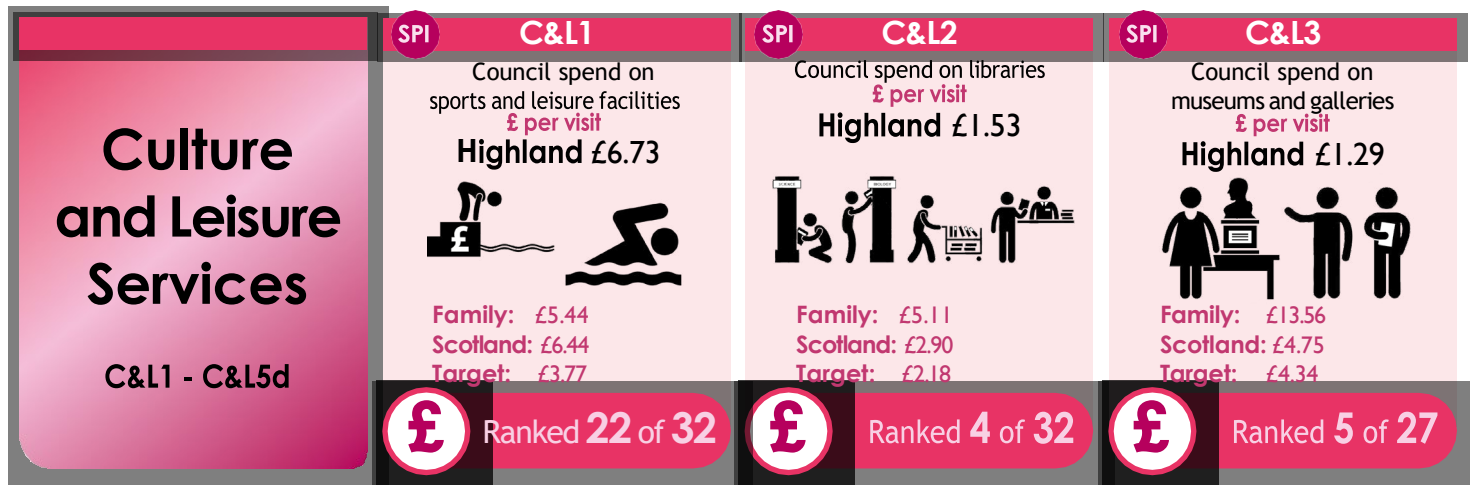 Culture
and Leisure
Services
C&L1 - C&L5d
SPI
C&L1
Council spend on
sports and leisure facilities
£ per visit
Highland £6.73
£
Family: £5.44
Scotland: £6.44
Target: £3.77
£
Ranked 22 of 32
SPI
C&L2
Council spend on libraries
£ per visit
Highland £1.53
SCIENCE
BIOLOGY
Family: £5.11
Scotland: £2.90
Target: £2.18
£
Ranked 4 of 32
SPI
C&L3
Council spend on
museums and galleries
£ per visit
Highland £1.29
Family: £13.56
Scotland: £4.75
Target: £4.34
£
Ranked 5 of 27